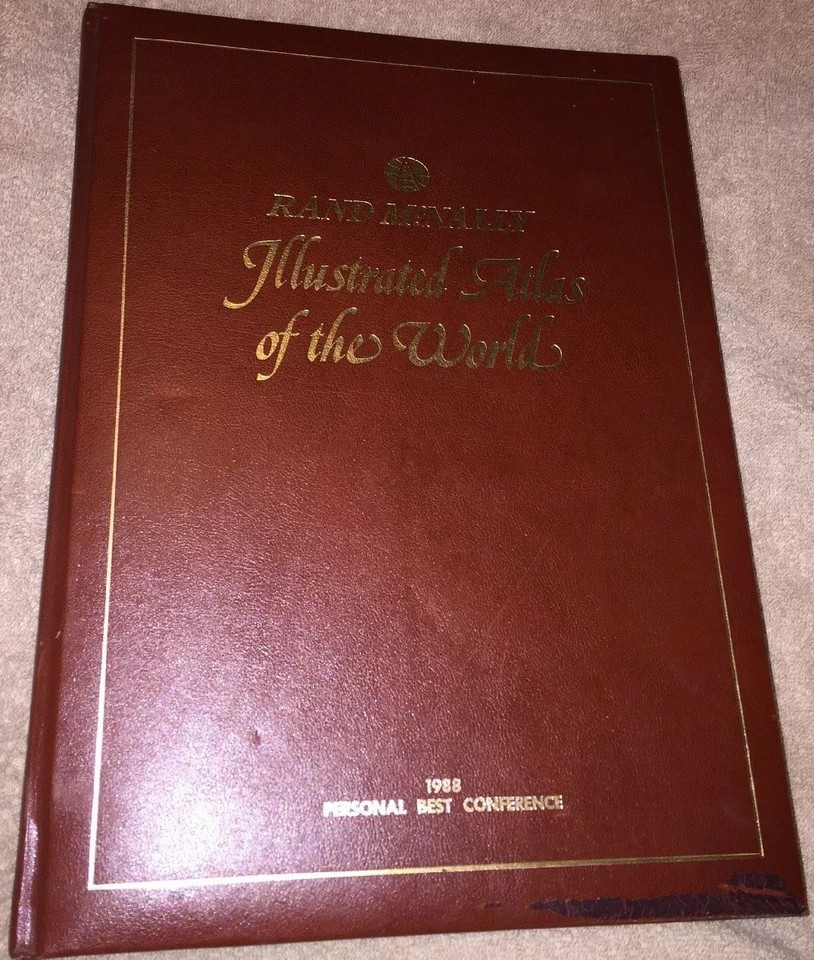 RAND McNALLY
Illustrated Atlas
of the World
1988
PERSONAL BEST CONFERENCE